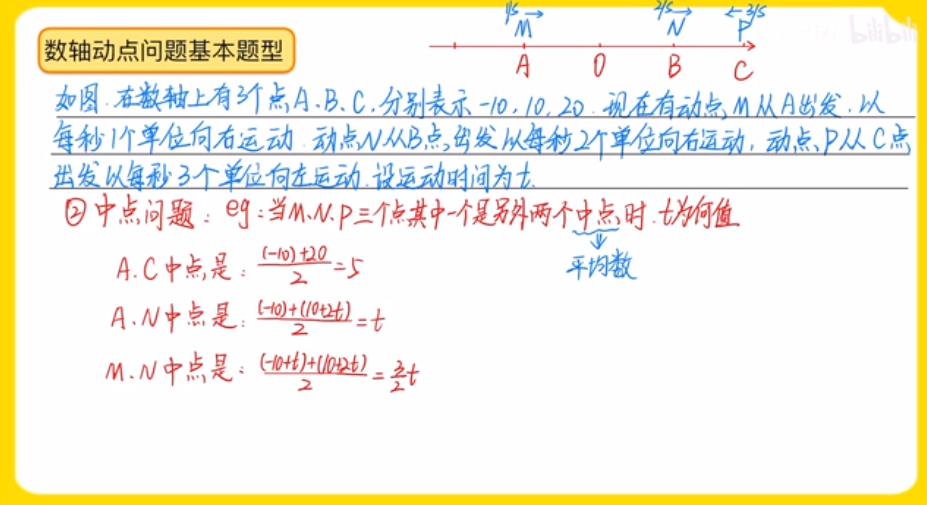 1/s → 2/s → ← 3/s
M N P bilibili
数轴动点问题基本题型
A O B C
如图.在数轴上有3个点A、B、C,分别表示-10,10,20.现在有动点M从A出发.以
每秒1个单位向右运动.动点N从B点出发以每秒2个单位向右运动,动点P从C点
出发以每秒3个单位向左运动.设运动时间为t.
②中点问题:eg:当M、N、P三个点其中一个是另外两个中点时.t为何值
⇓
平均数
A、C中点是:((-10)+20)/2=5
A、N中点是:((-10)+(10+2t))/2=t
M、N中点是:((-10+t)+(10+2t))/2=3/2t